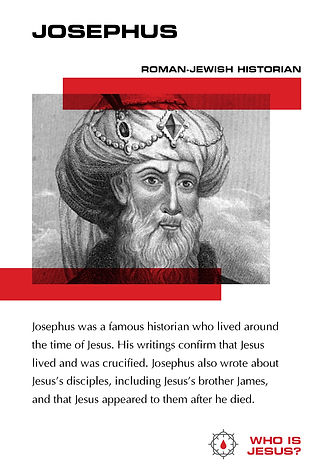 JOSEPHUS
ROMAN-JEWISH HISTORIAN
Josephus was a famous historian who lived around
the time of Jesus. His writings confirm that Jesus
lived and was crucified. Josephus also wrote about
Jesus’s disciples, including Jesus’s brother James,
and that Jesus appeared to them after he died.
WHO IS
JESUS?